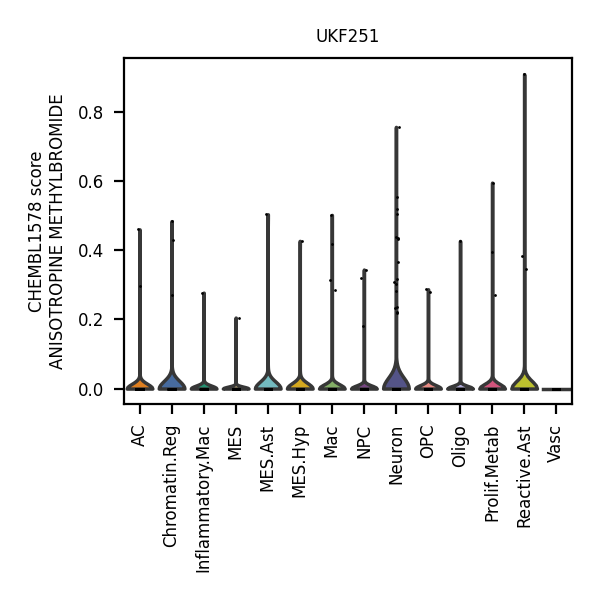 UKF251
CHEMBL1578 score
ANISOTROPINE METHYLBROMIDE
0.8
0.6
0.4
0.2
0.0
AC
Chromatin.Reg
Inflammatory.Mac
MES
MES.Ast
MES.Hyp
Mac
NPC
Neuron
OPC
Oligo
Prolif.Metab
Reactive.Ast
Vasc